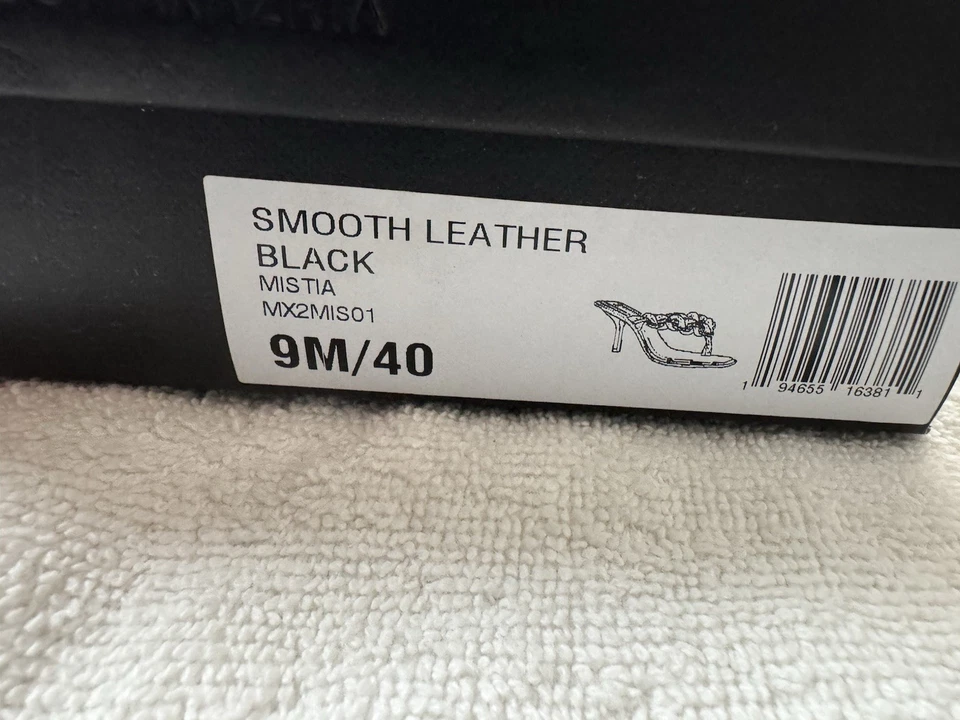 SMOOTH LEATHER
BLACK
MISTIA
MX2MIS01
9M/40
1 94655 16381 1